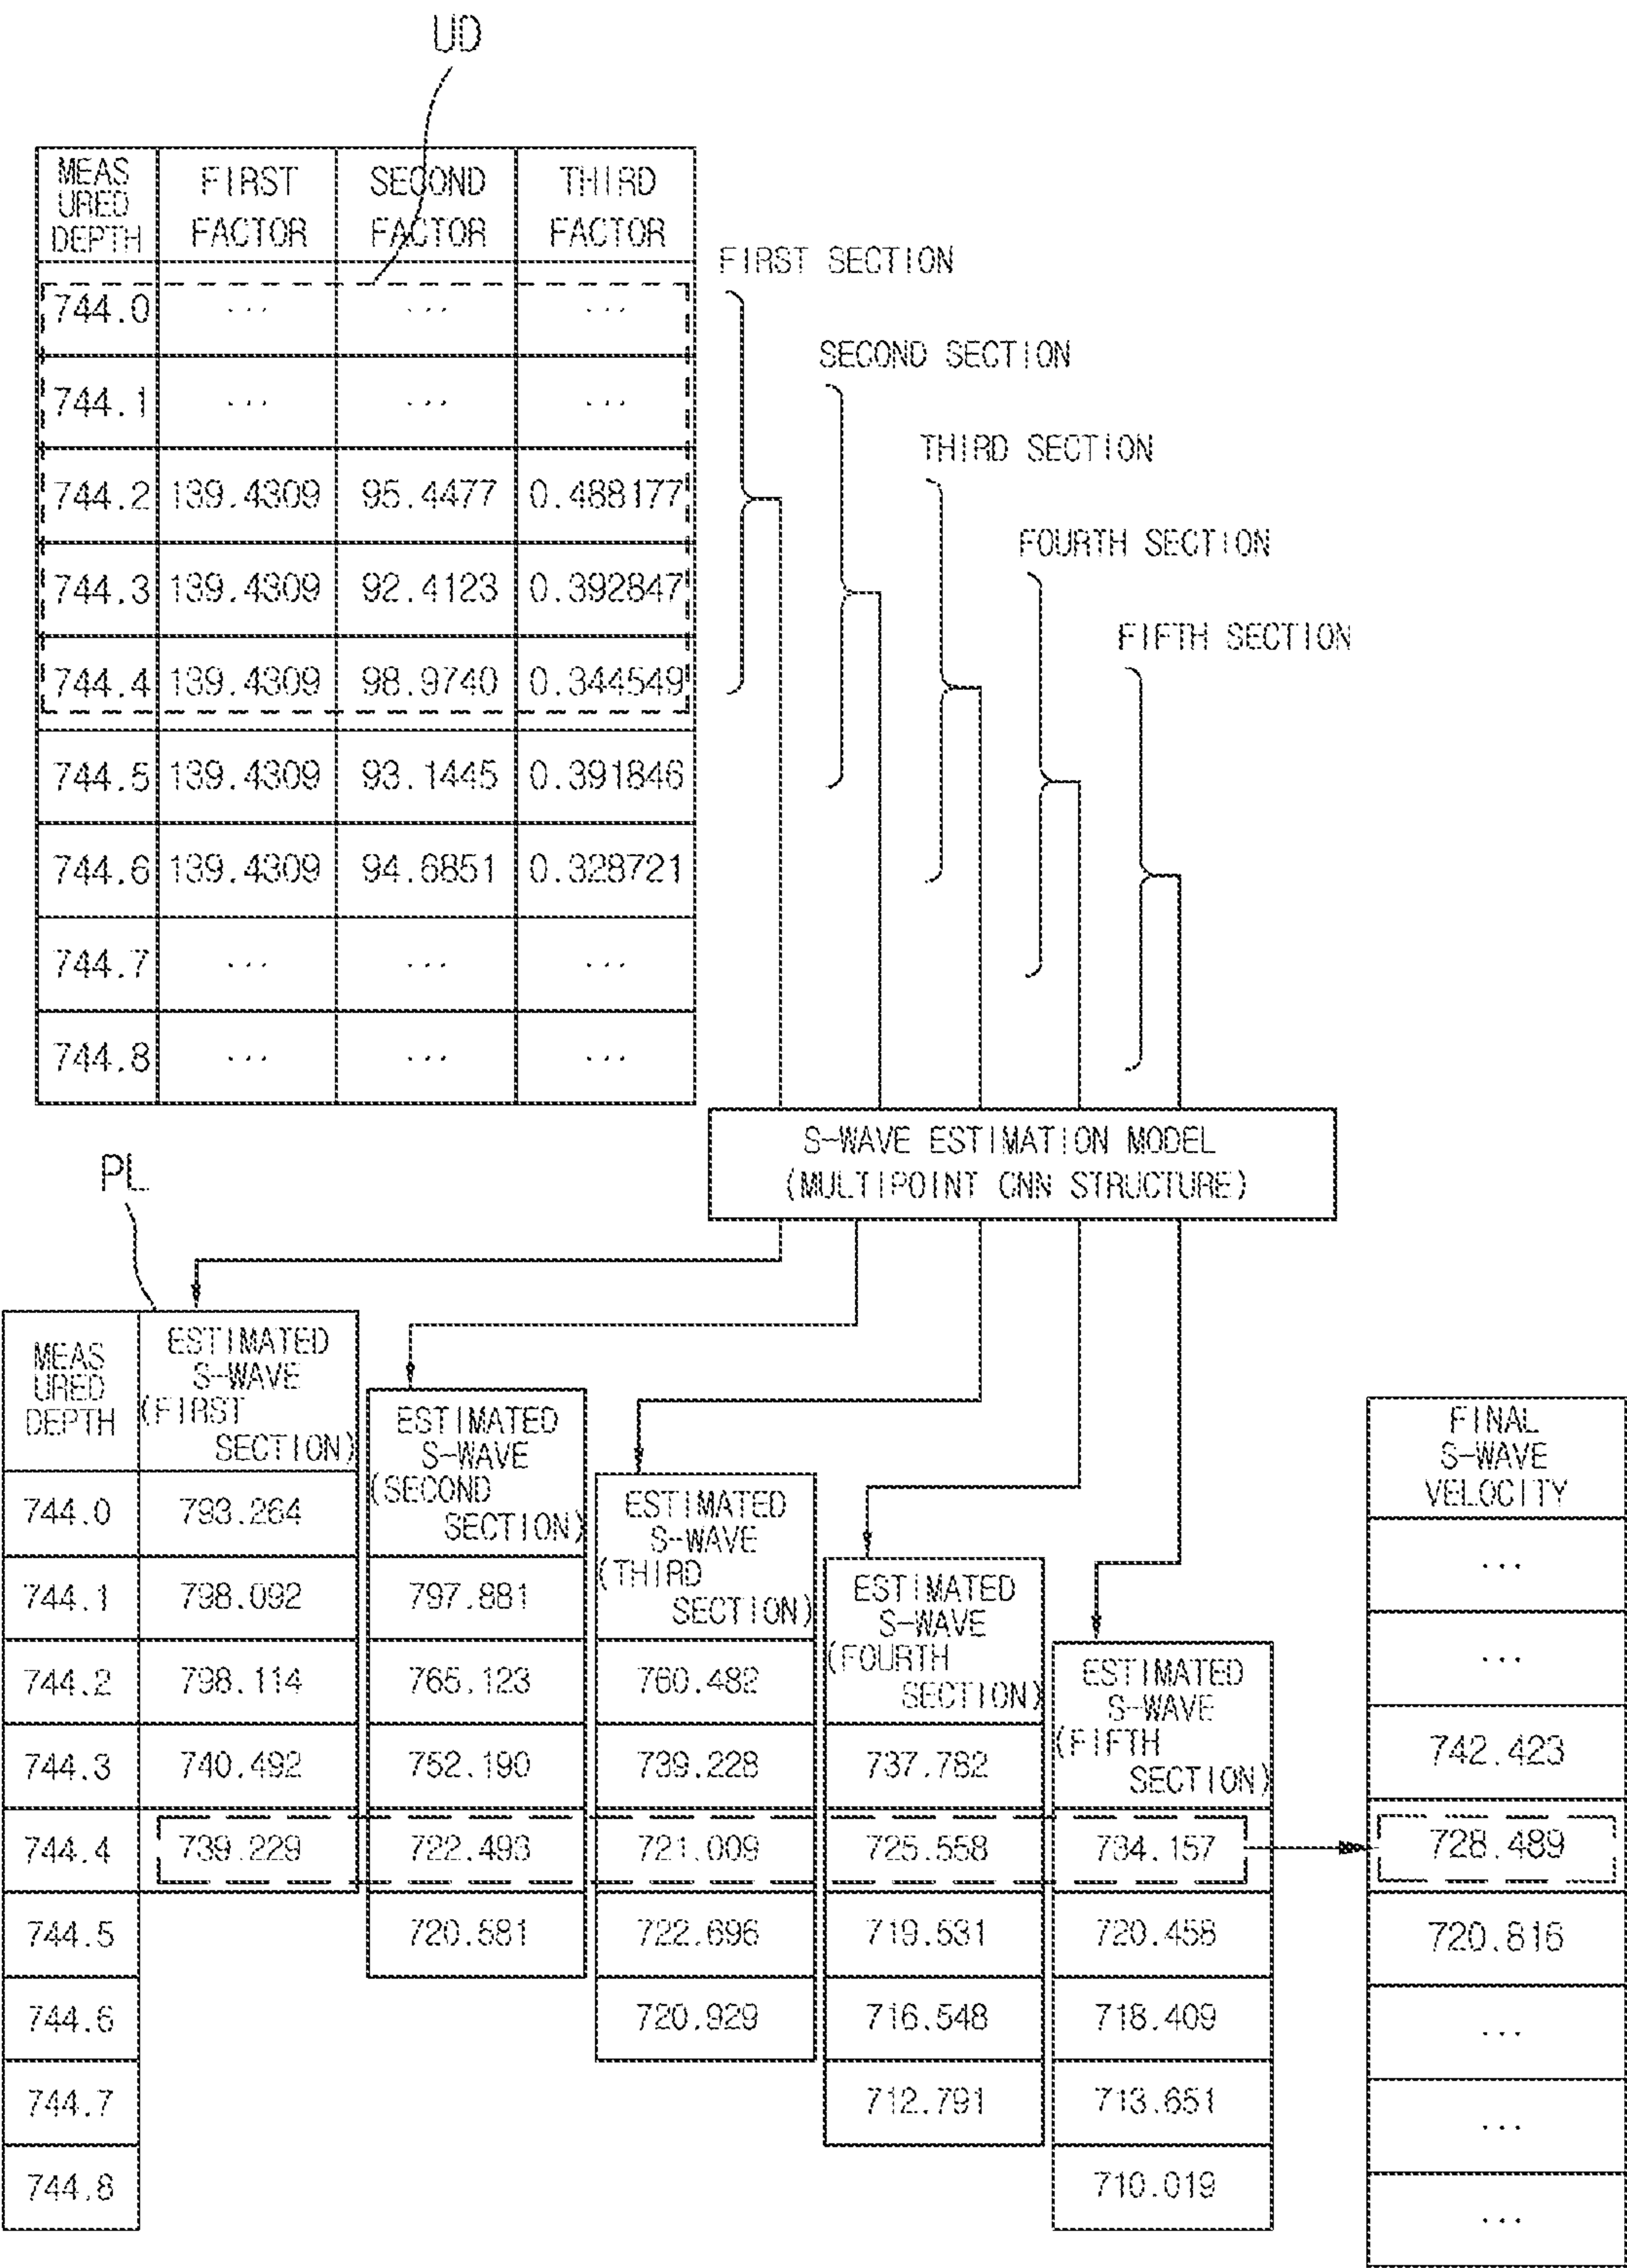 UD
MEAS
URED
DEPTH
FIRST
FACTOR
SECOND
FACTOR
THIRD
FACTOR
744.0 ... ... ...
744.1 ... ... ...
744.2 139.4309 95.4477 0.488177
744.3 139.4309 92.4123 0.392847
744.4 139.4309 98.9740 0.344549
744.5 139.4309 93.1445 0.391846
744.6 139.4309 94.6851 0.328721
744.7 ... ... ...
744.8 ... ... ...
FIRST SECTION
SECOND SECTION
THIRD SECTION
FOURTH SECTION
FIFTH SECTION
S-WAVE ESTIMATION MODEL
(MULTIPOINT CNN STRUCTURE)
PL
MEAS
URED
DEPTH
ESTIMATED
S-WAVE
(FIRST
SECTION)
ESTIMATED
S-WAVE
(SECOND
SECTION)
ESTIMATED
S-WAVE
(THIRD
SECTION)
ESTIMATED
S-WAVE
(FOURTH
SECTION)
ESTIMATED
S-WAVE
(FIFTH
SECTION)
FINAL
S-WAVE
VELOCITY
744.0 793.264 ...
744.1 798.092 797.881 ...
744.2 798.114 765.123 760.482
744.3 740.492 752.190 739.228 737.782 742.423
744.4 739.229 722.493 721.009 725.558 734.157 728.489
744.5 720.581 722.696 719.531 720.458 720.816
744.6 720.929 716.548 718.409 ...
744.7 712.791 713.651 ...
744.8 710.019 ...